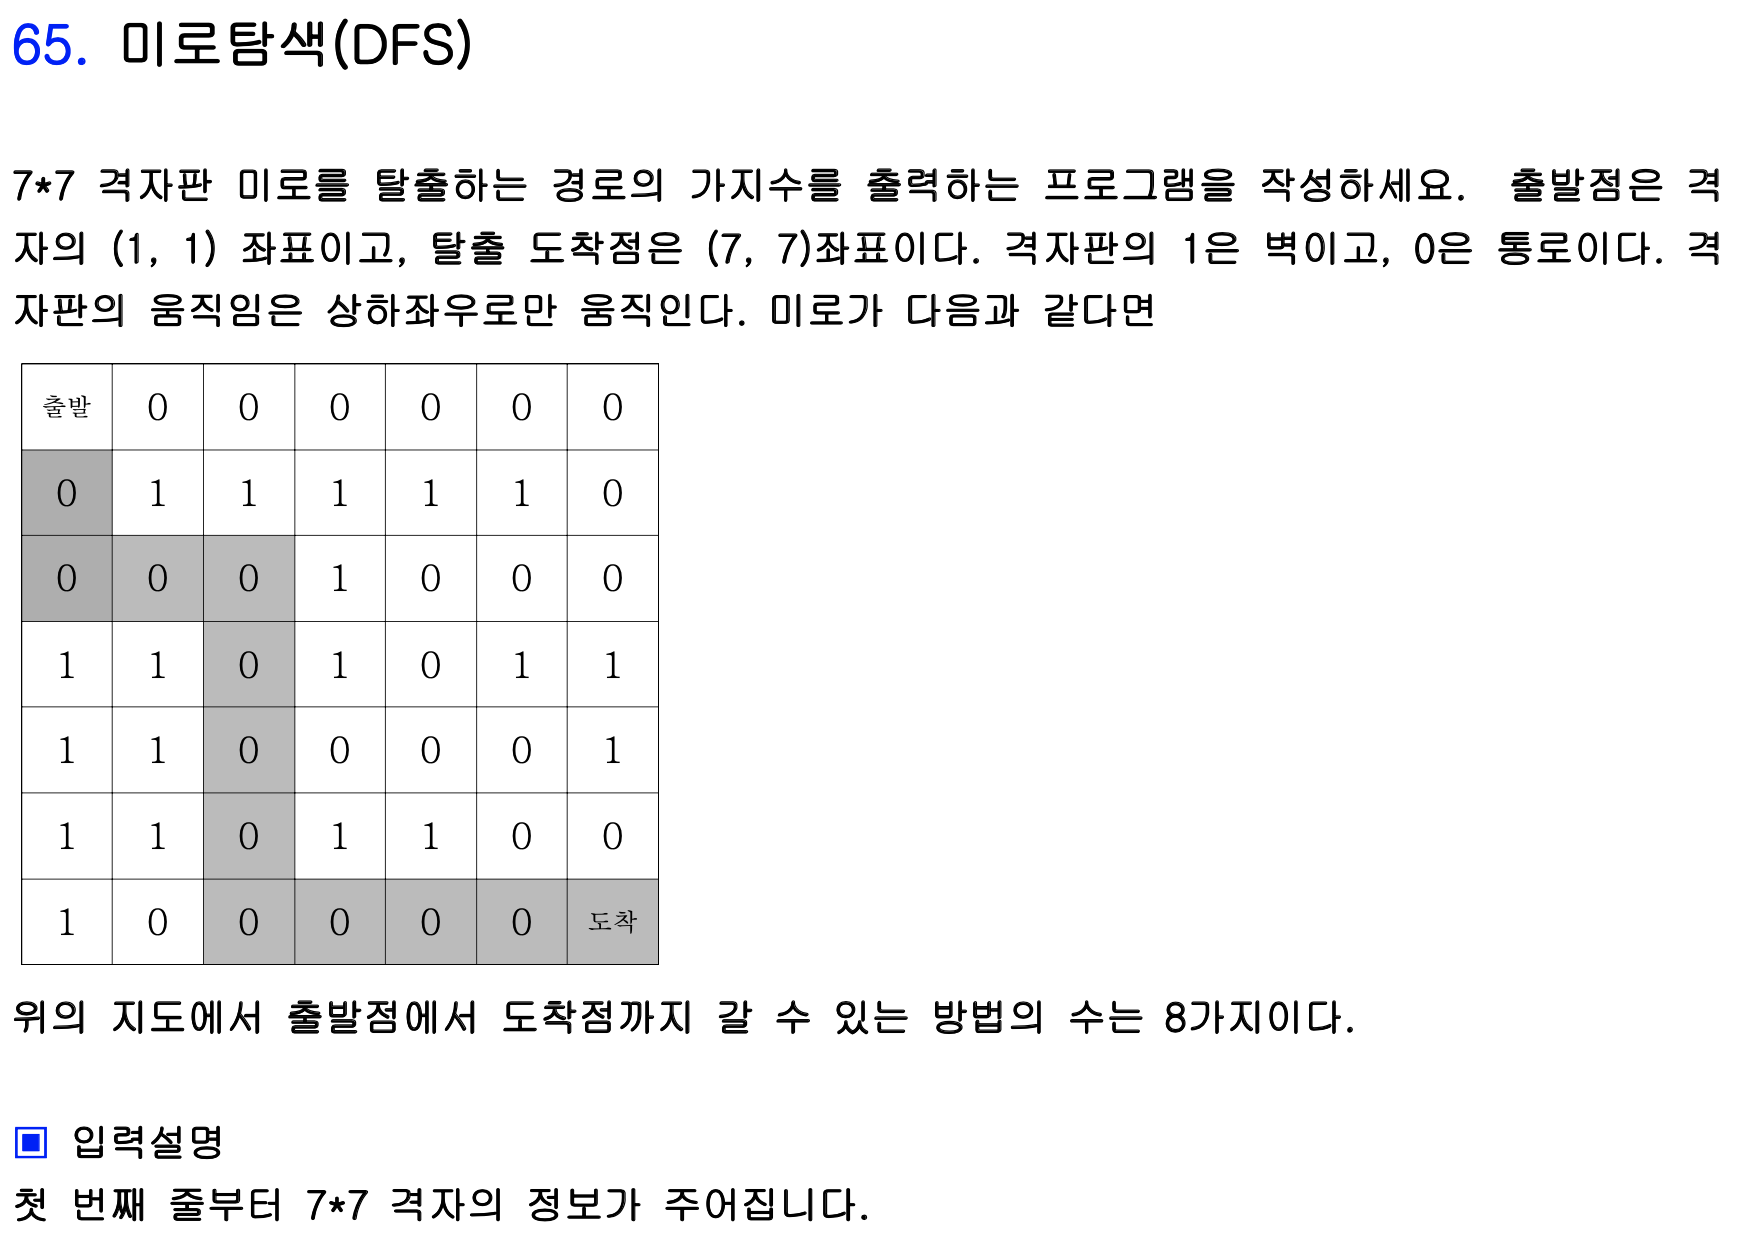 65. 미로탐색(DFS)
7*7 격자판 미로를 탈출하는 경로의 가지수를 출력하는 프로그램을 작성하세요. 출발점은 격
자의 (1, 1) 좌표이고, 탈출 도착점은 (7, 7)좌표이다. 격자판의 1은 벽이고, 0은 통로이다. 격
자판의 움직임은 상하좌우로만 움직인다. 미로가 다음과 같다면
출발 0 0 0 0 0 0
0 1 1 1 1 1 0
0 0 0 1 0 0 0
1 1 0 1 0 1 1
1 1 0 0 0 0 1
1 1 0 1 1 0 0
1 0 0 0 0 0 도착
위의 지도에서 출발점에서 도착점까지 갈 수 있는 방법의 수는 8가지이다.
▣ 입력설명
첫 번째 줄부터 7*7 격자의 정보가 주어집니다.